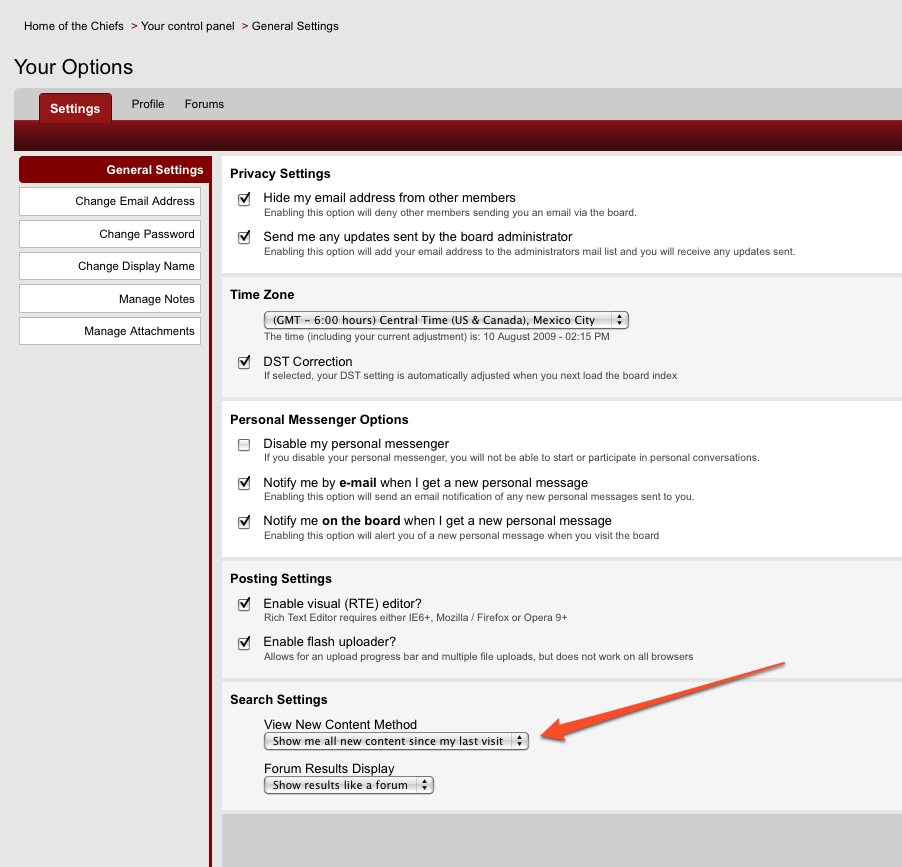 Home of the Chiefs > Your control panel > General Settings
Your Options
Settings Profile Forums
General Settings
Change Email Address
Change Password
Change Display Name
Manage Notes
Manage Attachments
Privacy Settings
Hide my email address from other members
Enabling this option will deny other members sending you an email via the board.
Send me any updates sent by the board administrator
Enabling this option will add your email address to the administrators mail list and you will receive any updates sent.
Time Zone
(GMT - 6:00 hours) Central Time (US & Canada), Mexico City
The time (including your current adjustment) is: 10 August 2009 - 02:15 PM
DST Correction
If selected, your DST setting is automatically adjusted when you next load the board index
Personal Messenger Options
Disable my personal messenger
If you disable your personal messenger, you will not be able to start or participate in personal conversations.
Notify me by e-mail when I get a new personal message
Enabling this option will send an email notification of any new personal messages sent to you.
Notify me on the board when I get a new personal message
Enabling this option will alert you of a new personal message when you visit the board
Posting Settings
Enable visual (RTE) editor?
Rich Text Editor requires either IE6+, Mozilla / Firefox or Opera 9+
Enable flash uploader?
Allows for an upload progress bar and multiple file uploads, but does not work on all browsers
Search Settings
View New Content Method
Show me all new content since my last visit
Forum Results Display
Show results like a forum